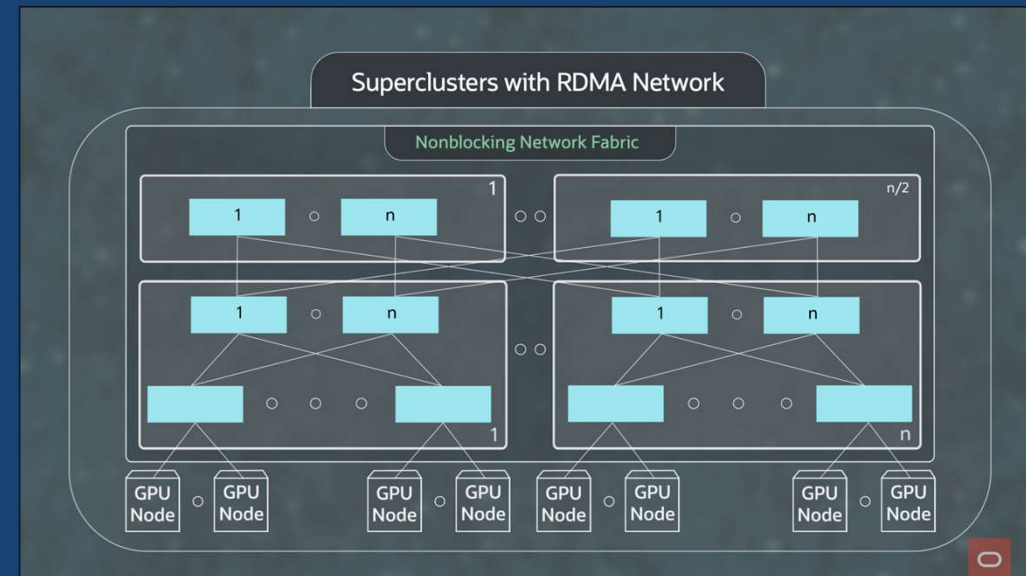 Superclusters with RDMA Network
Nonblocking Network Fabric
1
n/2
1 n 1 n
1 n 1 n
1
n
GPU Node
GPU Node
GPU Node
GPU Node
GPU Node
GPU Node
GPU Node
GPU Node